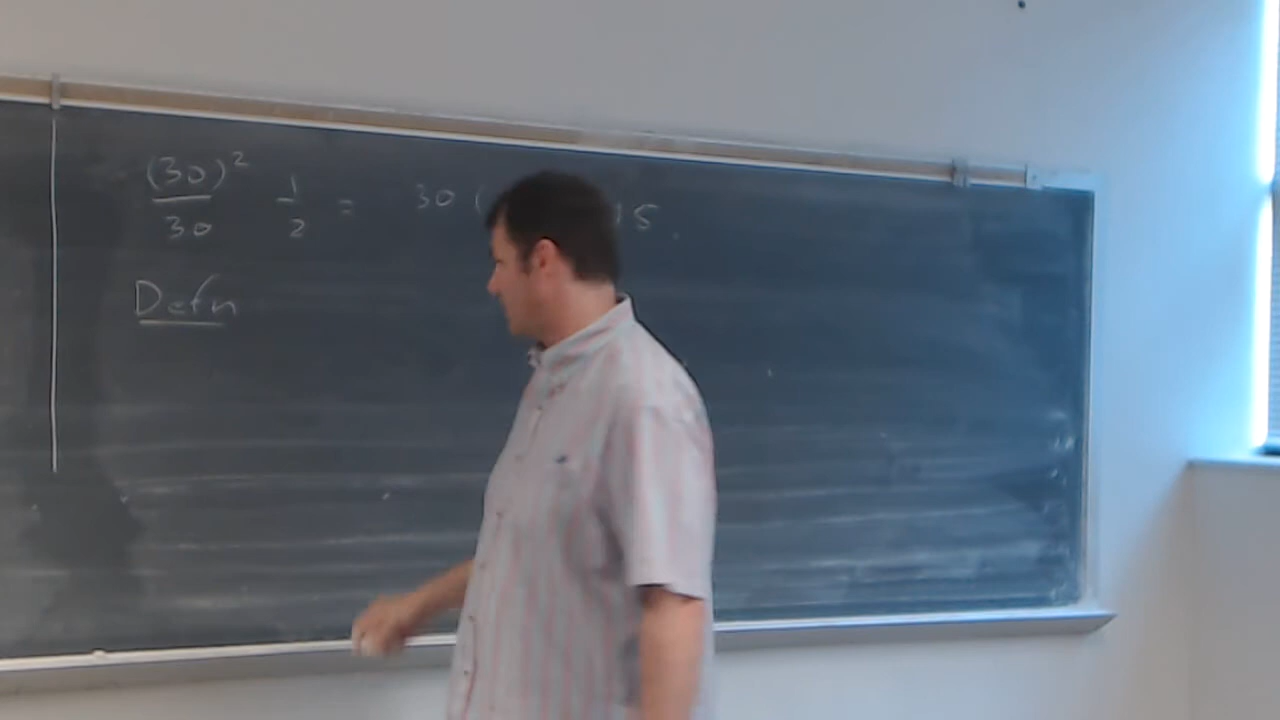 (30)² / 30 1/2 = 30 ( 15.
Defn